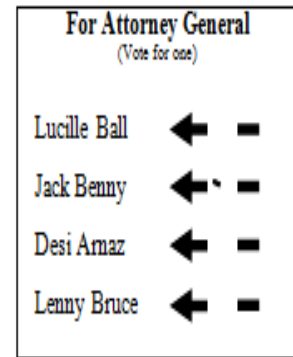 For Attorney General
(Vote for one)
Lucille Ball
Jack Benny
Desi Arnaz
Lenny Bruce